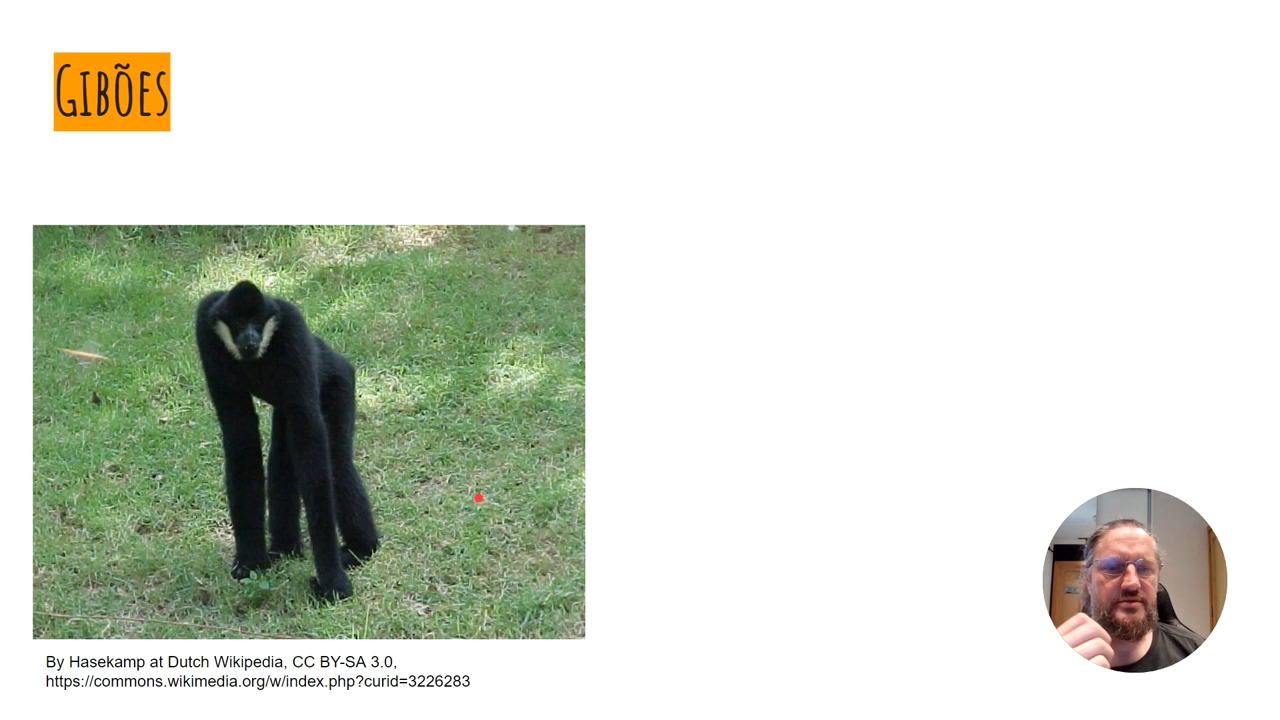 GIBÕES
By Hasekamp at Dutch Wikipedia, CC BY-SA 3.0,
https://commons.wikimedia.org/w/index.php?curid=3226283